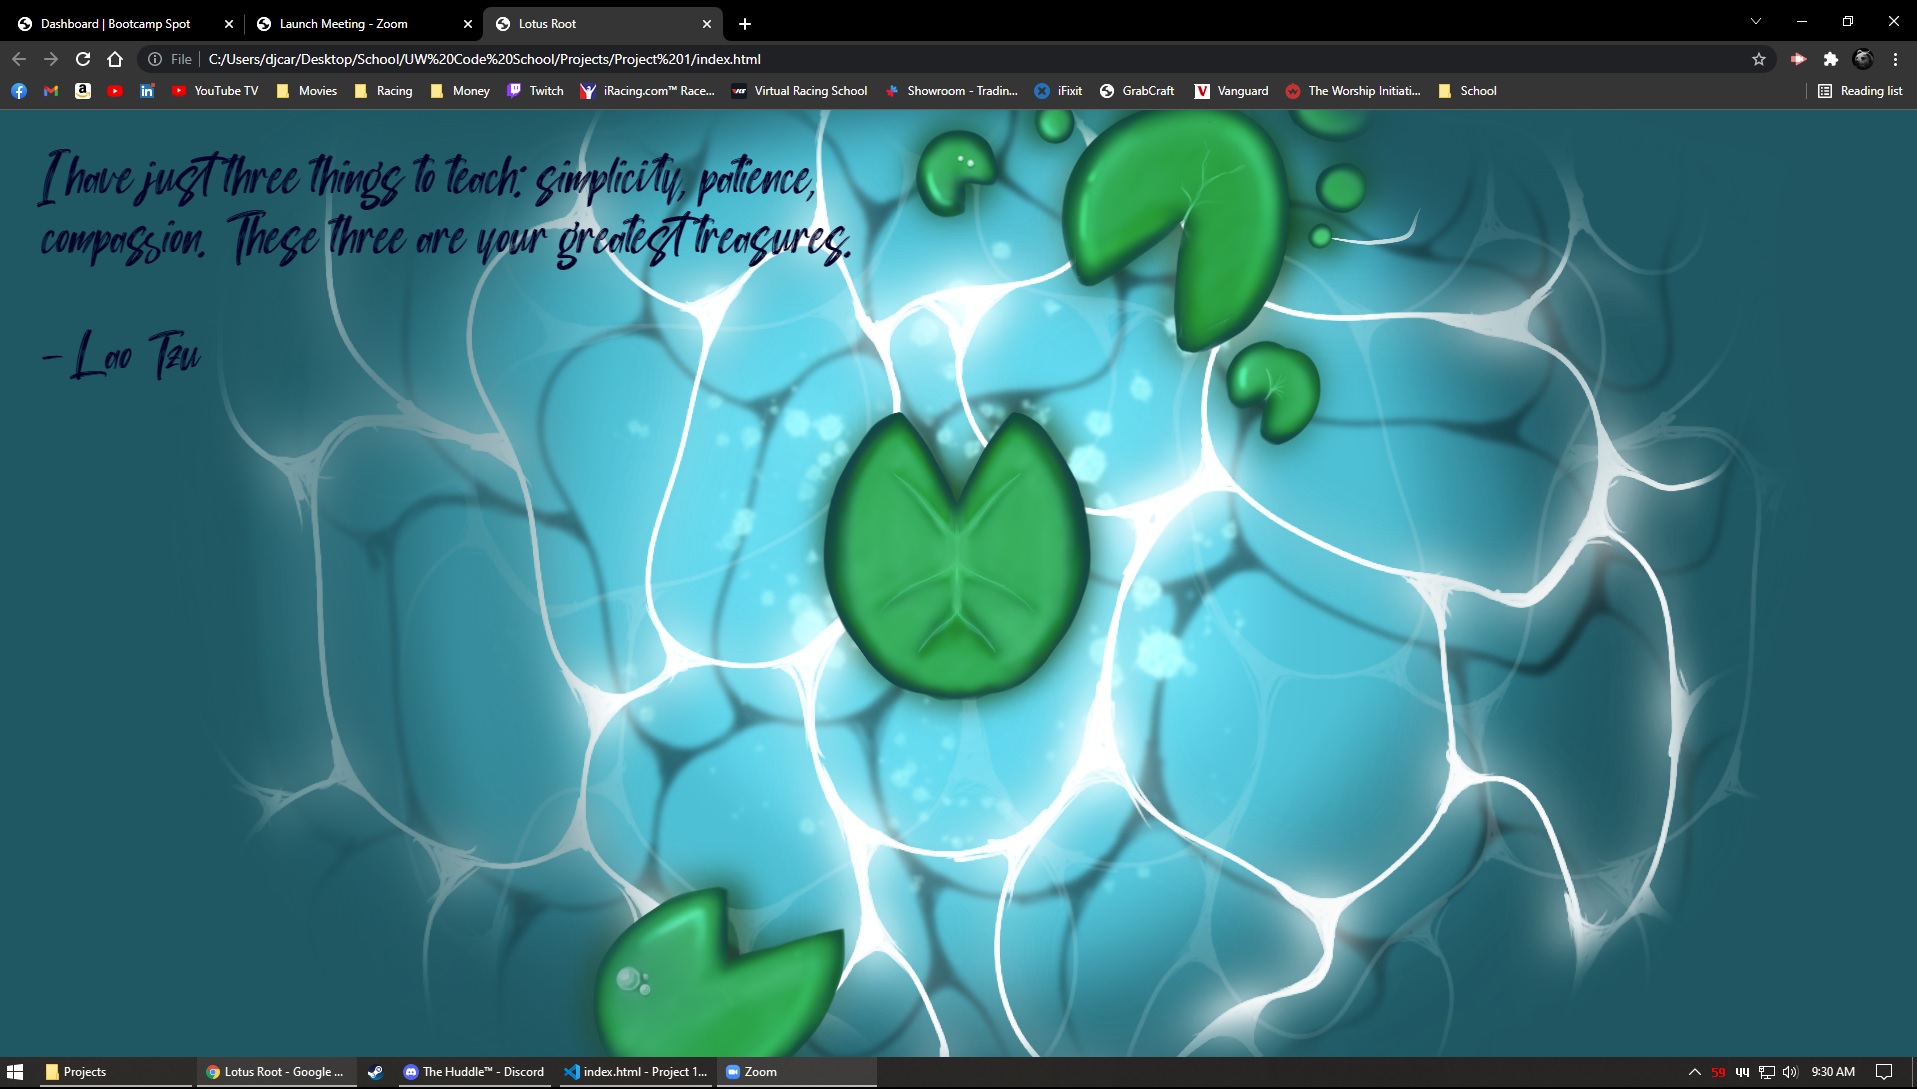 Dashboard | Bootcamp Spot
Launch Meeting - Zoom
Lotus Root
File
C:/Users/djcar/Desktop/School/UW%20Code%20School/Projects/Project%201/index.html
YouTube TV
Movies
Racing
Money
Twitch
iRacing.com™ Race...
Virtual Racing School
Showroom - Tradin...
iFixit
GrabCraft
Vanguard
The Worship Initiati...
School
Reading list
I have just three things to teach: simplicity, patience,
compassion. These three are your greatest treasures.
- Lao Tzu
Projects
Lotus Root - Google ...
The Huddle™ - Discord
index.html - Project 1...
Zoom
59
44
9:30 AM